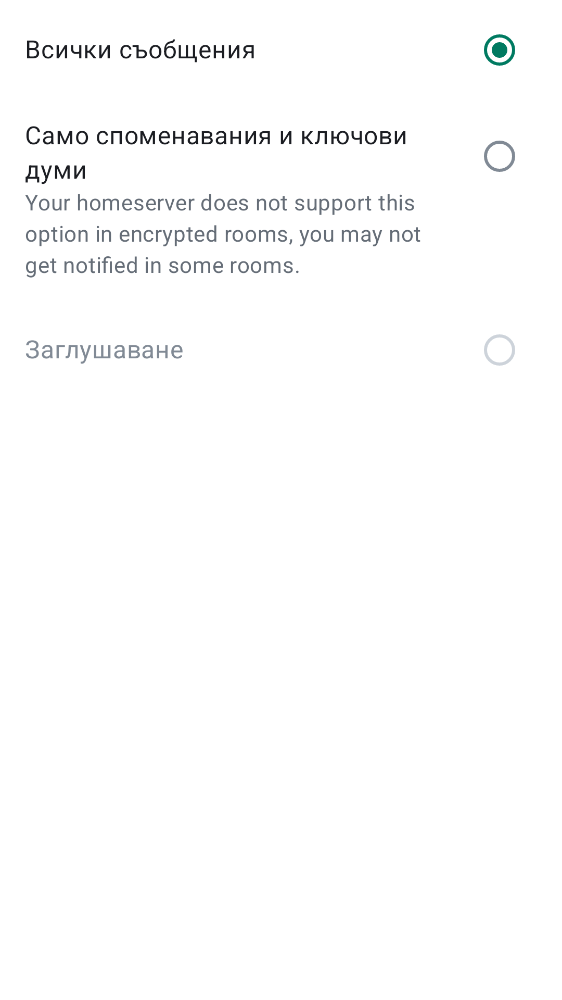 Всички съобщения
Само споменавания и ключови
думи
Your homeserver does not support this
option in encrypted rooms, you may not
get notified in some rooms.
Заглушаване